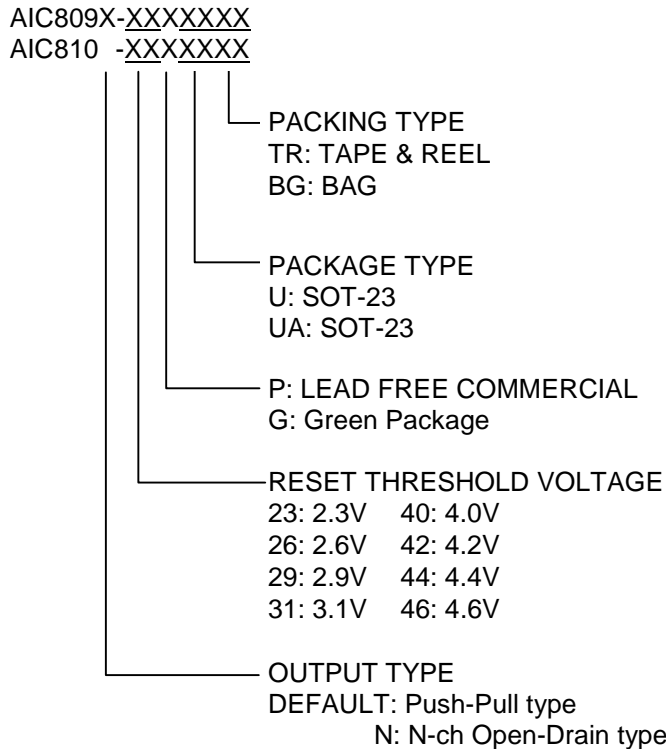 AIC809X-XXXXXXX
AIC810 -XXXXXXX
PACKING TYPE
TR: TAPE & REEL
BG: BAG
PACKAGE TYPE
U: SOT-23
UA: SOT-23
P: LEAD FREE COMMERCIAL
G: Green Package
RESET THRESHOLD VOLTAGE
23: 2.3V 40: 4.0V
26: 2.6V 42: 4.2V
29: 2.9V 44: 4.4V
31: 3.1V 46: 4.6V
OUTPUT TYPE
DEFAULT: Push-Pull type
N: N-ch Open-Drain type